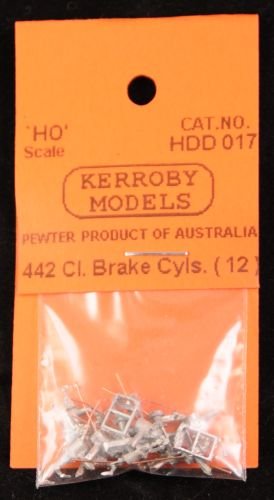 'HO'
Scale
CAT.NO.
HDD 017
KERROBY
MODELS
PEWTER PRODUCT OF AUSTRALIA
442 Cl. Brake Cyls. ( 12 )